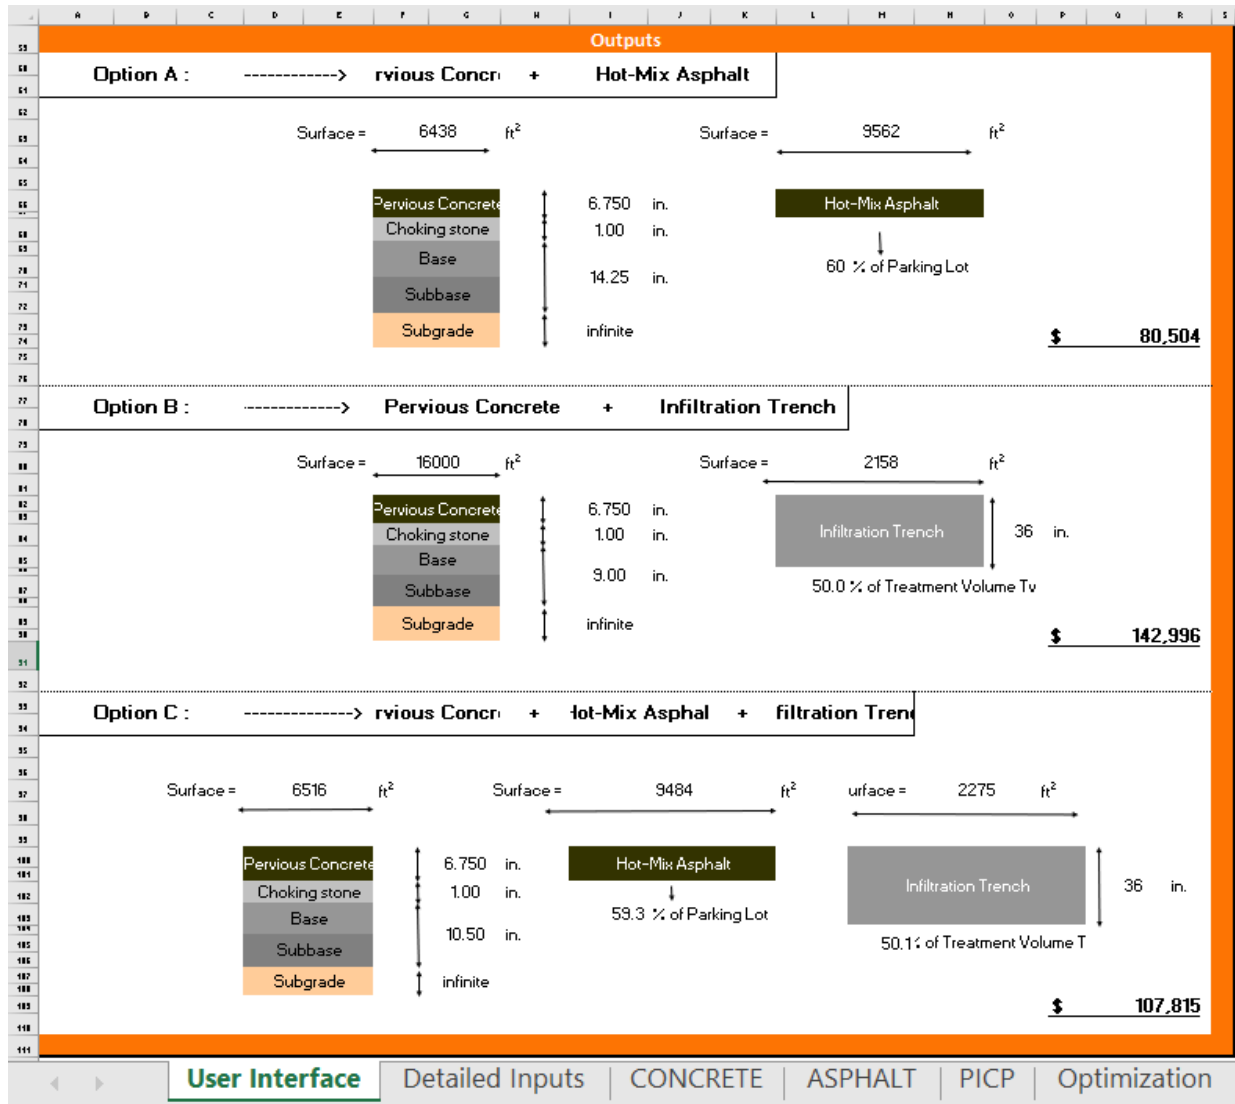 A B C D E F G H I J K L M N O P Q R S
Outputs
Option A : ------------> rvious Concr + Hot-Mix Asphalt
Surface = 6438 ft² Surface = 9562 ft²
Pervious Concrete 6.750 in. Hot-Mix Asphalt
Choking stone 1.00 in.
Base
60 % of Parking Lot
14.25 in.
Subbase
Subgrade infinite
$ 80,504
Option B : ------------> Pervious Concrete + Infiltration Trench
Surface = 16000 ft² Surface = 2158 ft²
Pervious Concrete 6.750 in.
Choking stone 1.00 in. Infiltration Trench 36 in.
Base
9.00 in.
Subbase 50.0 % of Treatment Volume Tv
Subgrade infinite
$ 142,996
Option C : ------------> rvious Concr + Hot-Mix Asphal + filtration Tren
Surface = 6516 ft² Surface = 9484 ft² urface = 2275 ft²
Pervious Concrete 6.750 in. Hot-Mix Asphalt
Choking stone 1.00 in. Infiltration Trench 36 in.
Base 59.3 % of Parking Lot
10.50 in.
Subbase 50.1% of Treatment Volume T
Subgrade infinite
$ 107,815
User Interface Detailed Inputs CONCRETE ASPHALT PICP Optimization